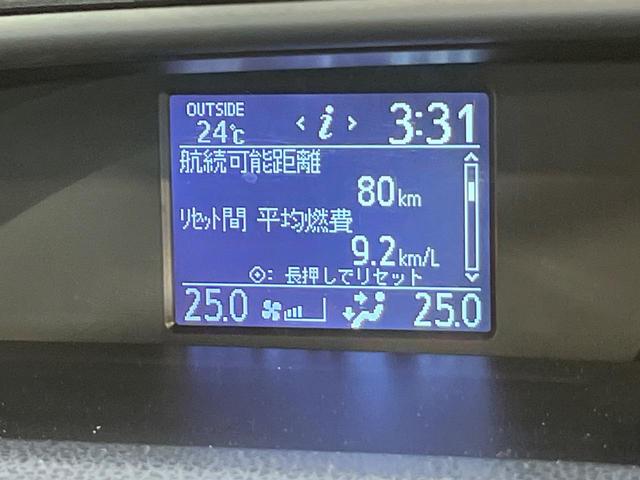 OUTSIDE
24℃
< i >
3:31
航続可能距離
80km
リセット間 平均燃費
9.2km/L
: 長押しでリセット
25.0
25.0